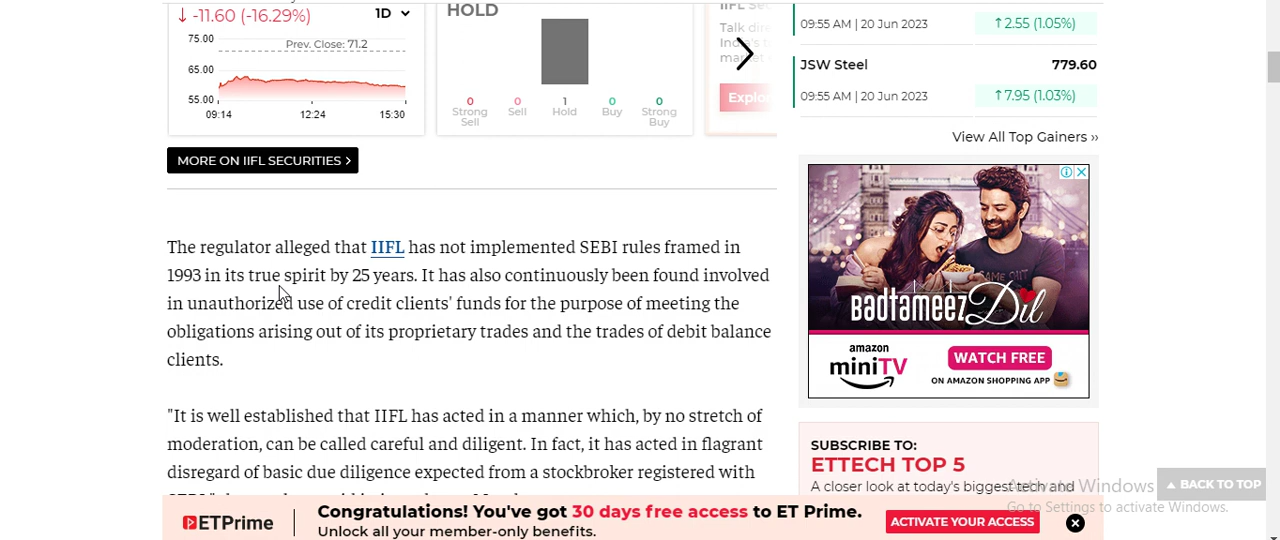 ↓ -11.60 (-16.29%)
1D
75.00
Prev. Close: 71.2
65.00
55.00
09:14
12:24
15:30
HOLD
0
0
1
0
0
Strong Sell
Sell
Hold
Buy
Strong Buy
Talk
market
MORE ON IIFL SECURITIES >
The regulator alleged that IIFL has not implemented SEBI rules framed in
1993 in its true spirit by 25 years. It has also continuously been found involved
in unauthorized use of credit clients' funds for the purpose of meeting the
obligations arising out of its proprietary trades and the trades of debit balance
clients.
"It is well established that IIFL has acted in a manner which, by no stretch of
moderation, can be called careful and diligent. In fact, it has acted in flagrant
disregard of basic due diligence expected from a stockbroker registered with
09:55 AM | 20 Jun 2023
↑2.55 (1.05%)
JSW Steel
779.60
09:55 AM | 20 Jun 2023
↑7.95 (1.03%)
View All Top Gainers ››
GAME OUT
BADTAMEEZ Dil
amazon
miniTV
WATCH FREE
ON AMAZON SHOPPING APP
SUBSCRIBE TO:
ETTECH TOP 5
A closer look at today's biggest tech and
Activate Windows
Go to Settings to activate Windows.
▲ BACK TO TOP
ETPrime
Congratulations! You've got 30 days free access to ET Prime.
Unlock all your member-only benefits.
ACTIVATE YOUR ACCESS